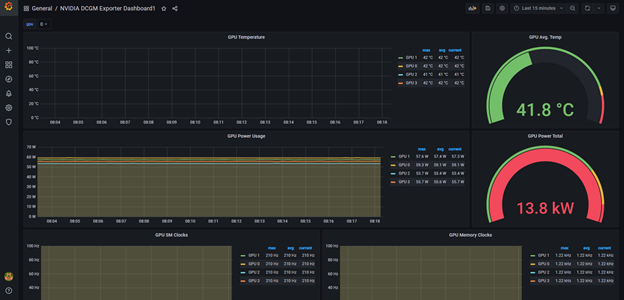 General / NVIDIA DCGM Exporter Dashboard1
Last 15 minutes
gpu
GPU Temperature
100 °C
80 °C
60 °C
40 °C
20 °C
0 °C
08:04 08:05 08:06 08:07 08:08 08:09 08:10 08:11 08:12 08:13 08:14 08:15 08:16 08:17 08:18
max avg current
GPU 1 42 °C 42 °C 42 °C
GPU 0 42 °C 42 °C 42 °C
GPU 2 41 °C 41 °C 41 °C
GPU 3 42 °C 42 °C 42 °C
GPU Avg. Temp
41.8 °C
GPU Power Usage
70 W
60 W
50 W
40 W
30 W
20 W
10 W
0 W
08:04 08:05 08:06 08:07 08:08 08:09 08:10 08:11 08:12 08:13 08:14 08:15 08:16 08:17 08:18
max avg current
GPU 1 57.6 W 57.4 W 57.3 W
GPU 0 59.3 W 59.1 W 59.1 W
GPU 2 53.7 W 53.4 W 53.4 W
GPU 3 55.9 W 55.6 W 55.7 W
GPU Power Total
13.8 kW
GPU SM Clocks
100 Hz
80 Hz
60 Hz
40 Hz
max avg current
GPU 1 210 Hz 210 Hz 210 Hz
GPU 0 210 Hz 210 Hz 210 Hz
GPU 2 210 Hz 210 Hz 210 Hz
GPU 3 210 Hz 210 Hz 210 Hz
GPU Memory Clocks
100 Hz
80 Hz
60 Hz
40 Hz
max avg current
GPU 1 1.22 kHz 1.22 kHz 1.22 kHz
GPU 0 1.22 kHz 1.22 kHz 1.22 kHz
GPU 2 1.22 kHz 1.22 kHz 1.22 kHz
GPU 3 1.22 kHz 1.22 kHz 1.22 kHz